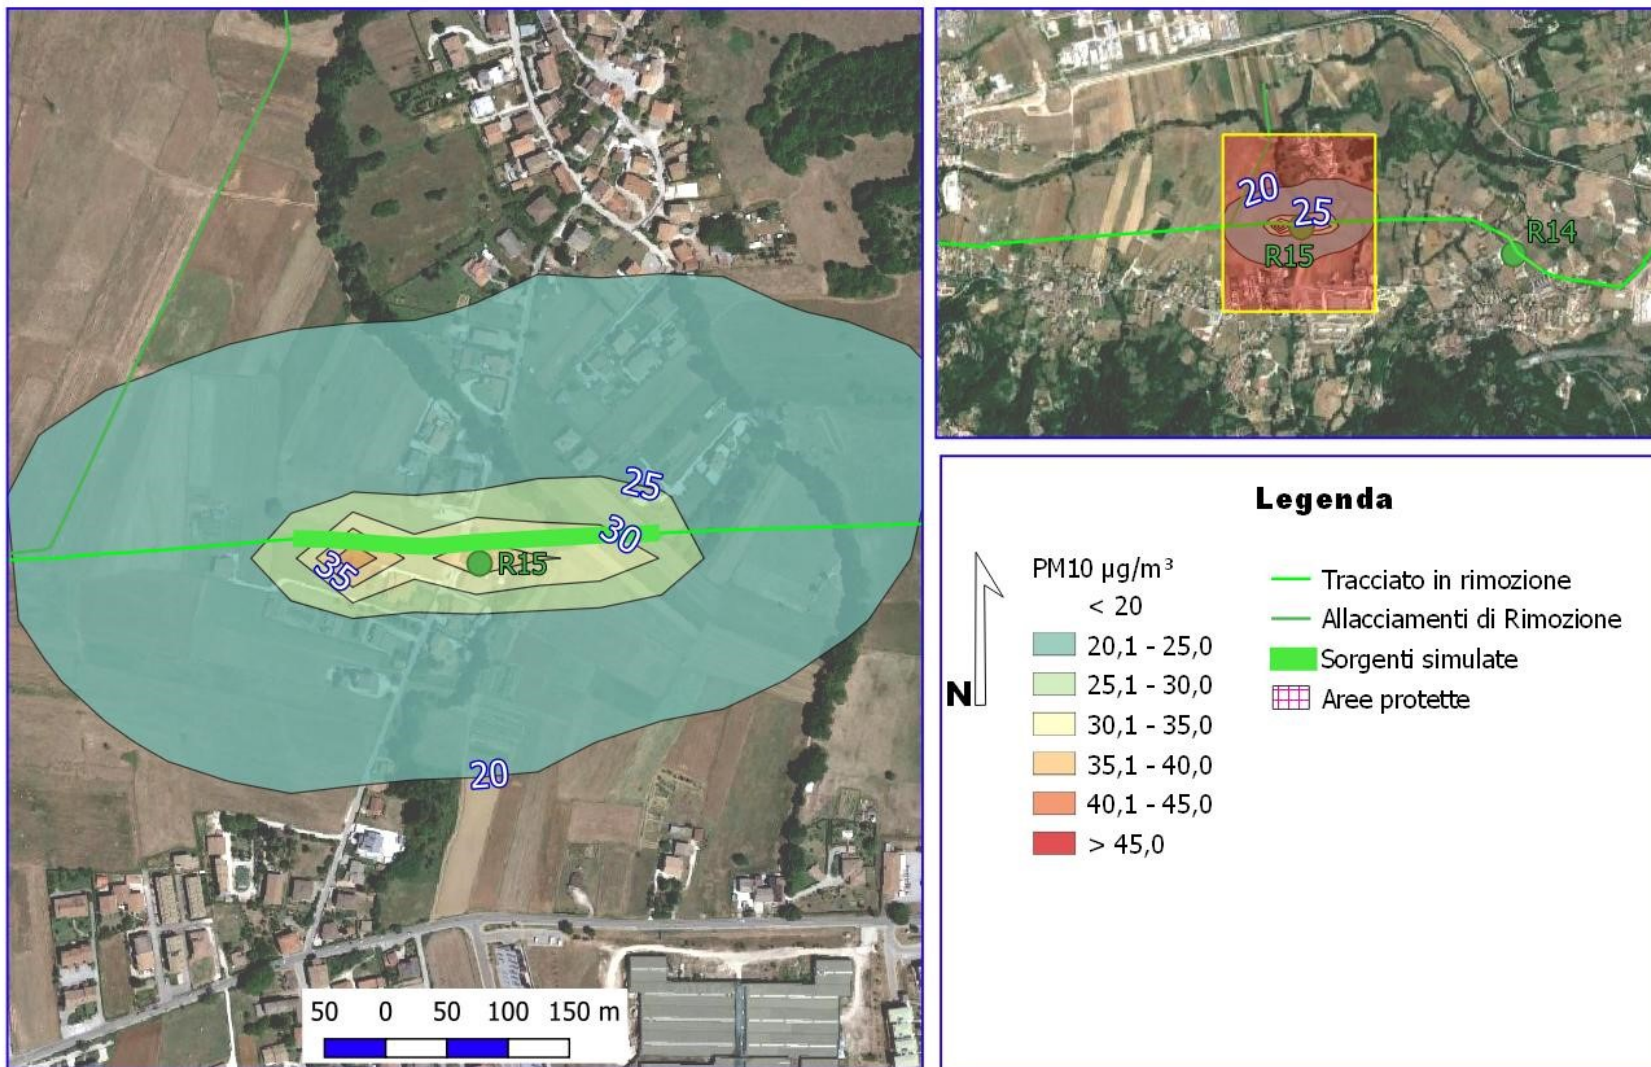 25
30
35
R15
20
50 0 50 100 150 m
20
25
R15
R14
Legenda
N
PM10 µg/m³
< 20
20,1 - 25,0
25,1 - 30,0
30,1 - 35,0
35,1 - 40,0
40,1 - 45,0
> 45,0
Tracciato in rimozione
Allacciamenti di Rimozione
Sorgenti simulate
Aree protette